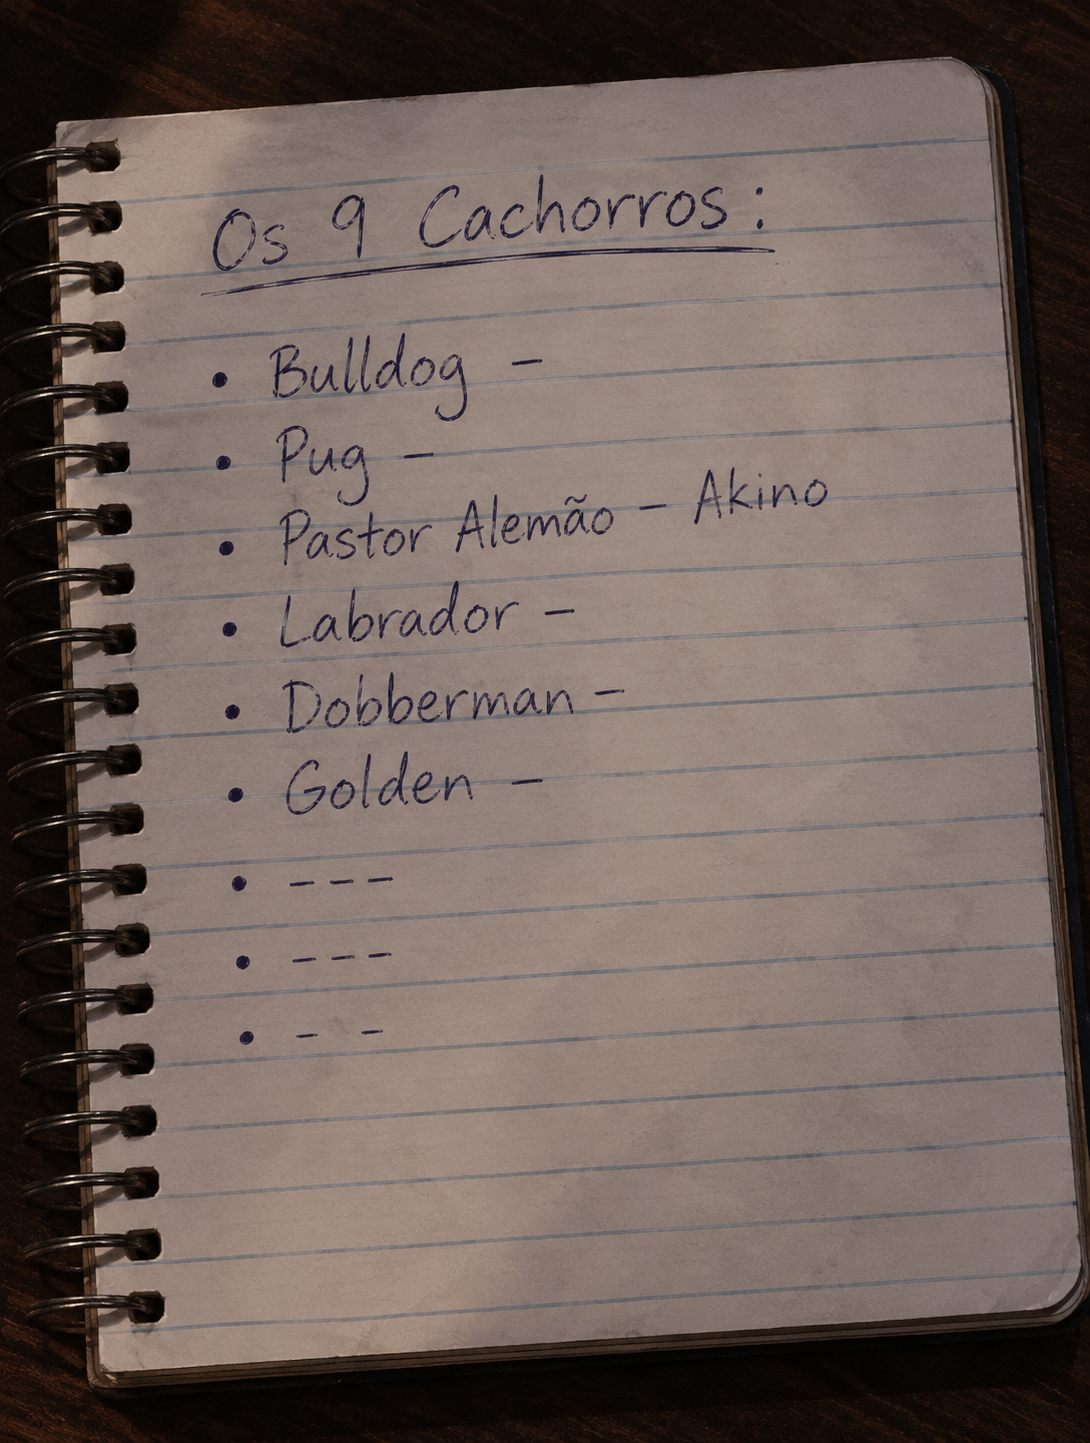 Os 9 Cachorros:
• Bulldog –
• Pug –
• Pastor Alemão – Akino
• Labrador –
• Dobberman –
• Golden –
• – – –
• – – –
• – –